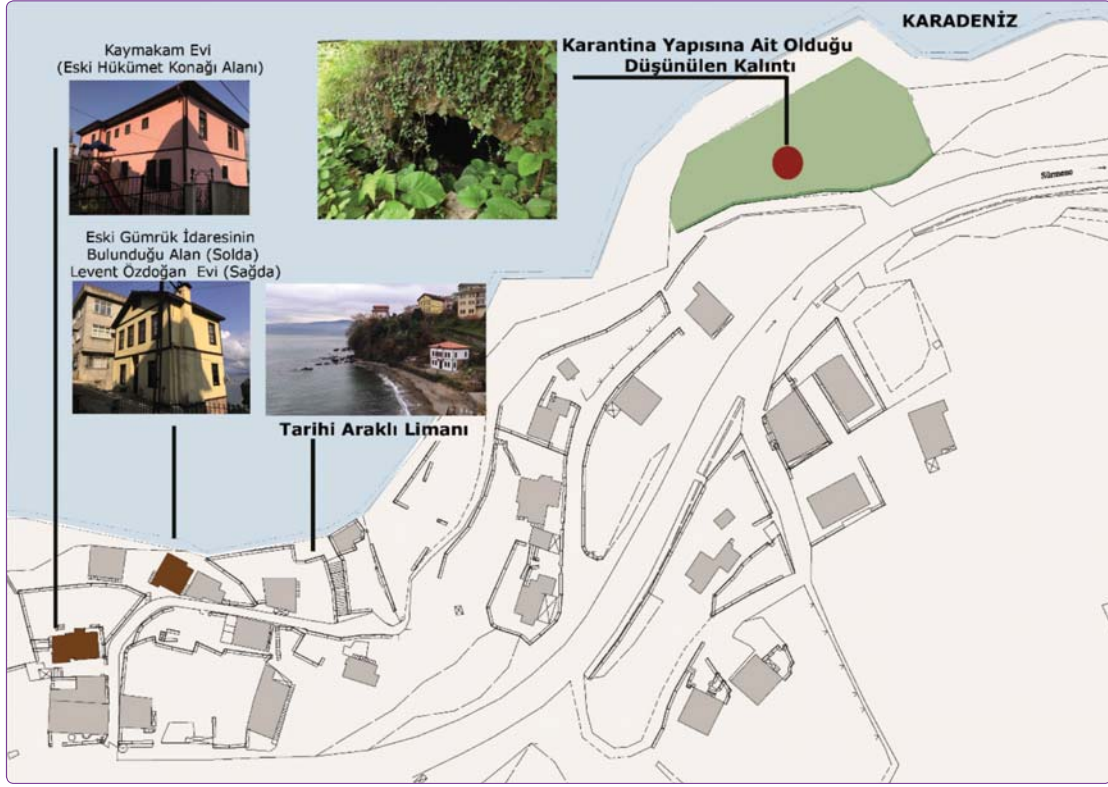 KARADENİZ
Kaymakam Evi
(Eski Hükümet Konağı Alanı)
Karantina Yapısına Ait Olduğu
Düşünülen Kalıntı
Sürmene
Eski Gümrük İdaresinin
Bulunduğu Alan (Solda)
Levent Özdoğan Evi (Sağda)
Tarihi Araklı Limanı